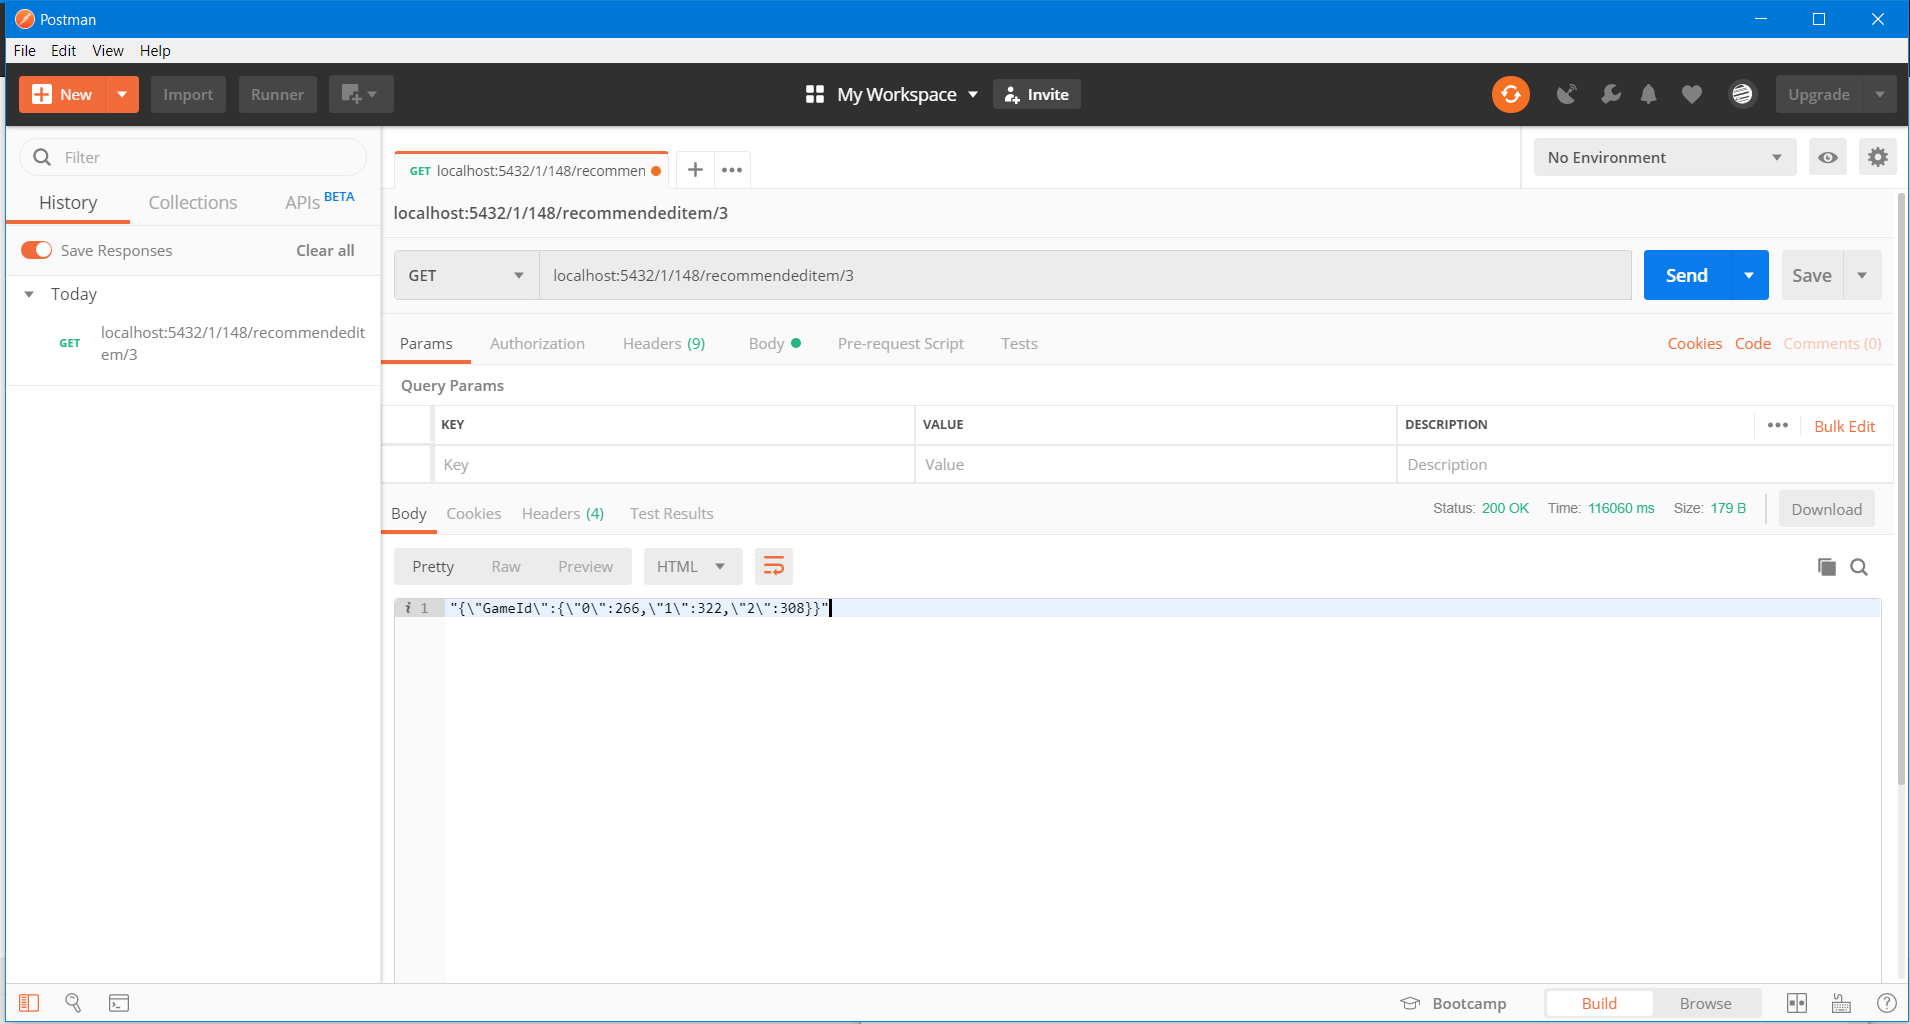 Postman
File Edit View Help
New Import Runner My Workspace Invite Upgrade
Filter
History Collections APIs BETA
Save Responses Clear all
Today
GET localhost:5432/1/148/recommendedit
em/3
GET localhost:5432/1/148/recommen No Environment
localhost:5432/1/148/recommendeditem/3
GET localhost:5432/1/148/recommendeditem/3 Send Save
Params Authorization Headers (9) Body Pre-request Script Tests Cookies Code Comments (0)
Query Params
KEY VALUE DESCRIPTION Bulk Edit
Key Value Description
Body Cookies Headers (4) Test Results Status: 200 OK Time: 116060 ms Size: 179 B Download
Pretty Raw Preview HTML
i 1 "{\"GameId\":{\"0\":266,\"1\":322,\"2\":308}}"
Bootcamp Build Browse